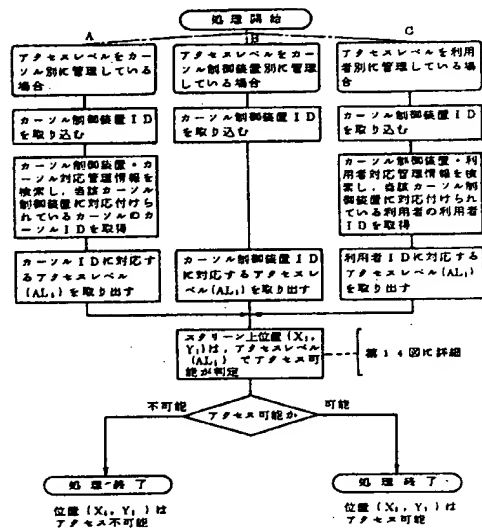 処理開始
A
B
C
アクセスレベルをカー
ソル別に管理している
場合
アクセスレベルをカー
ソル制御装置別に管理
している場合
アクセスレベルを利用
者別に管理している場
合
カーソル制御装置ID
を取り込む
カーソル制御装置ID
を取り込む
カーソル制御装置ID
を取り込む
カーソル制御装置・カ
ーソル対応管理情報を
検索し,当該カーソル
制御装置に対応付けら
れているカーソルのカ
ーソルIDを取得
カーソル制御装置・利
用者対応管理情報を検
索し,当該カーソル制
御装置に対応付けられ
ている利用者の利用者
IDを取得
カーソルIDに対応す
るアクセスレベル
(AL₁)を取り出す
カーソル制御装置ID
に対応するアクセスレ
ベル(AL₁)を取り出す
利用者IDに対応する
アクセスレベル(AL₁)
を取り出す
スクリーン上位置(X₁,
Y₁)は,アクセスレベル
(AL₁)でアクセス可
能か判定
第14図に詳細
不可能
アクセス可能か
可能
処理終了
処理終了
位置(X₁,Y₁)は
アクセス不可能
位置(X₁,Y₁)は
アクセス可能